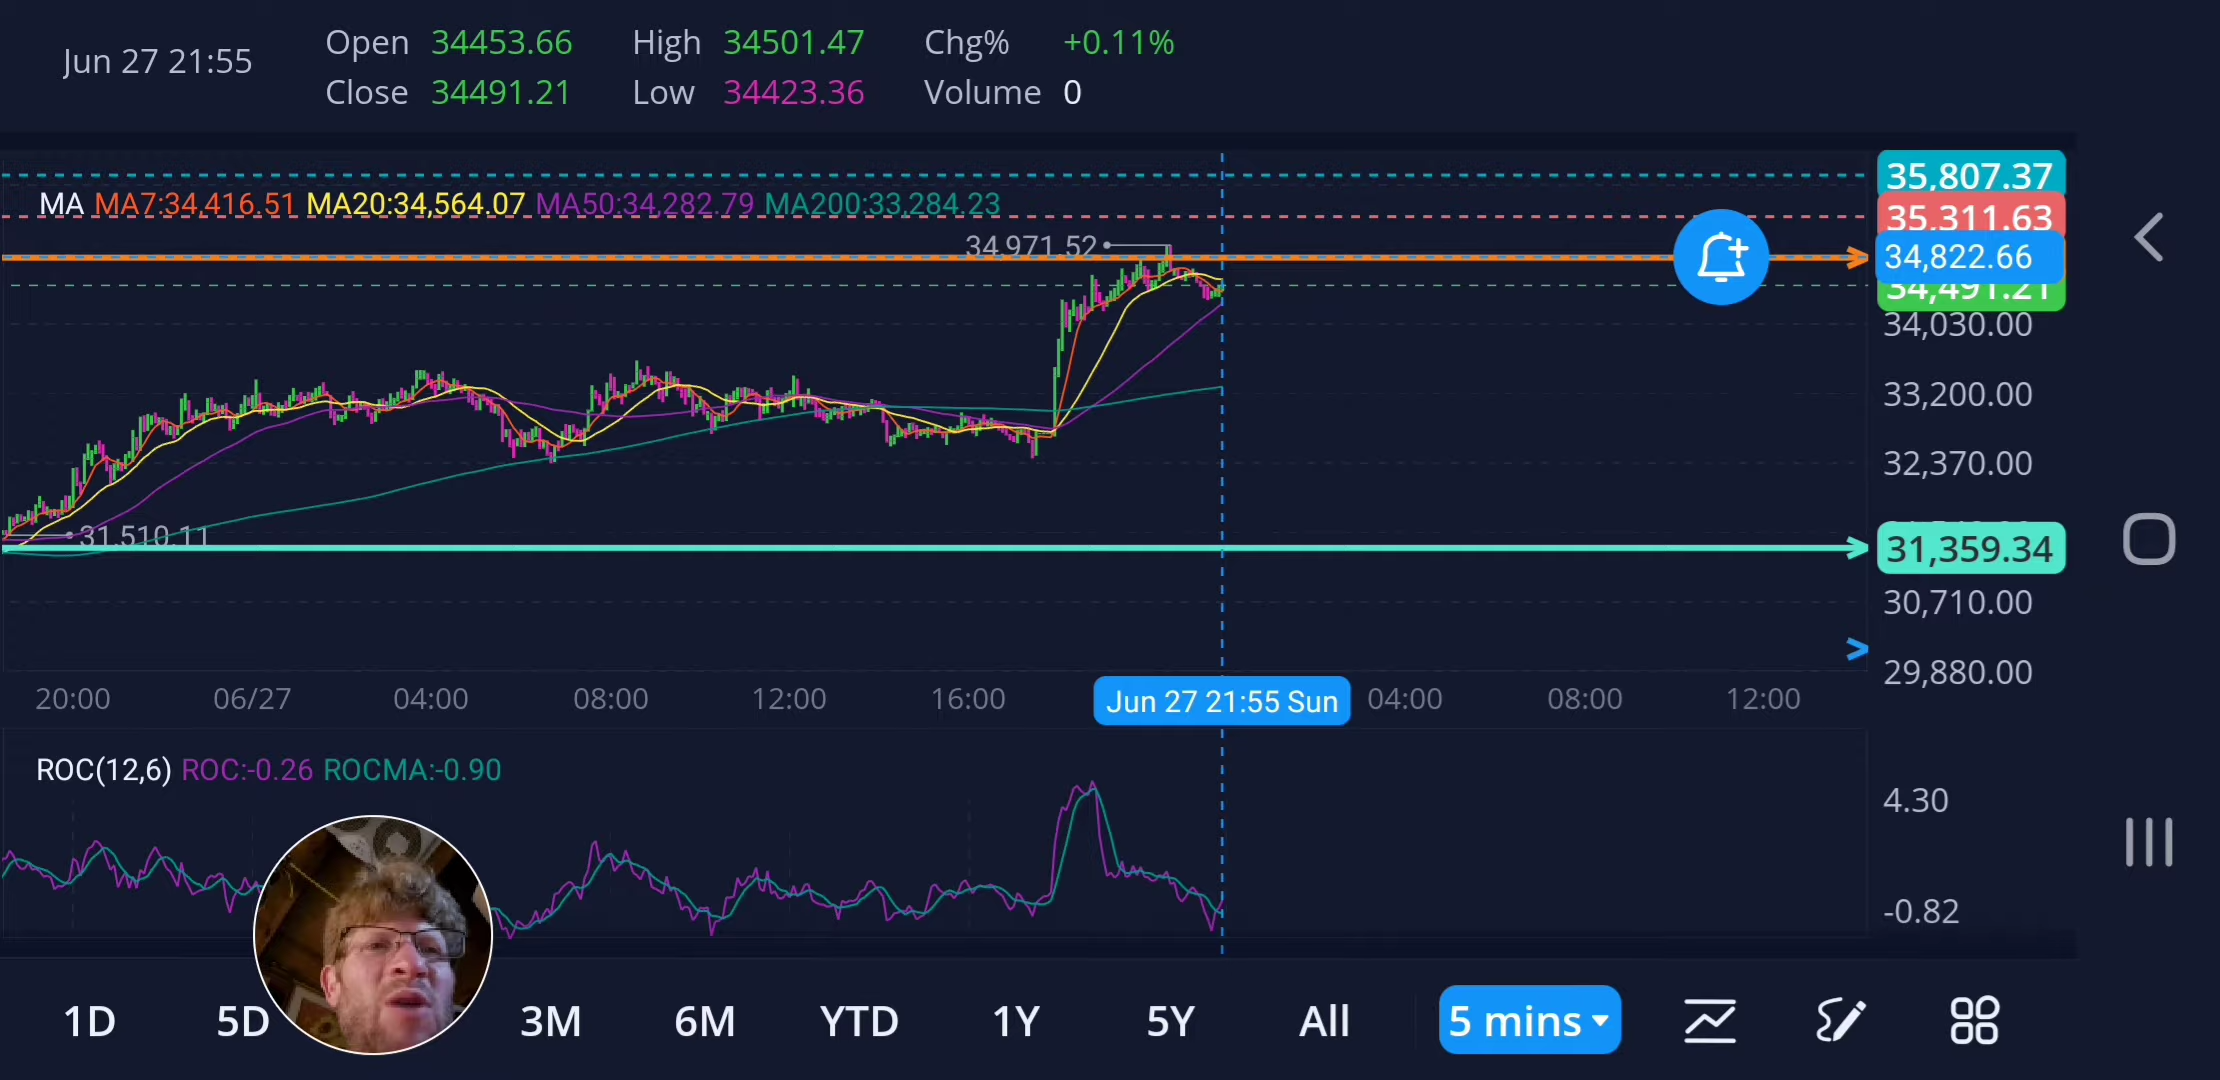 Jun 27 21:55
Open 34453.66 High 34501.47 Chg% +0.11%
Close 34491.21 Low 34423.36 Volume 0
MA MA7:34,416.51 MA20:34,564.07 MA50:34,282.79 MA200:33,284.23
34,971.52
31,510.11
35,807.37
35,311.63
34,822.66
34,491.21
34,030.00
33,200.00
32,370.00
31,359.34
30,710.00
29,880.00
20:00 06/27 04:00 08:00 12:00 16:00 Jun 27 21:55 Sun 04:00 08:00 12:00
ROC(12,6) ROC:-0.26 ROCMA:-0.90
4.30
-0.82
1D 5D 3M 6M YTD 1Y 5Y All 5 mins